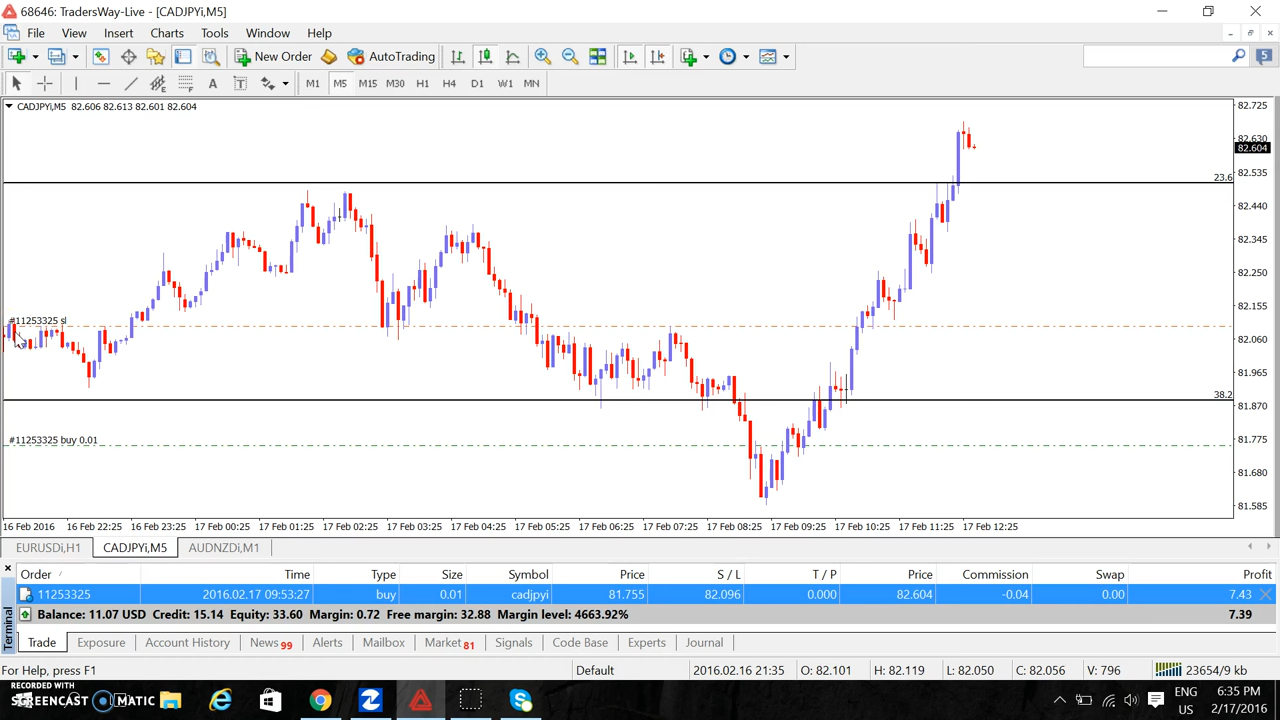 68646: TradersWay-Live - [CADJPYi,M5]
File View Insert Charts Tools Window Help
New Order AutoTrading 5
A T M1 M5 M15 M30 H1 H4 D1 W1 MN
CADJPYi,M5 82.606 82.613 82.601 82.604
82.725
82.630
82.604
82.535
23.6
82.440
82.345
82.250
82.155
#11253325 sl
82.060
81.965
38.2
81.870
#11253325 buy 0.01
81.775
81.680
81.585
16 Feb 2016 16 Feb 22:25 16 Feb 23:25 17 Feb 00:25 17 Feb 01:25 17 Feb 02:25 17 Feb 03:25 17 Feb 04:25 17 Feb 05:25 17 Feb 06:25 17 Feb 07:25 17 Feb 08:25 17 Feb 09:25 17 Feb 10:25 17 Feb 11:25 17 Feb 12:25
EURUSDi,H1 CADJPYi,M5 AUDNZDi,M1
Order Time Type Size Symbol Price S / L T / P Price Commission Swap Profit
11253325 2016.02.17 09:53:27 buy 0.01 cadjpyi 81.755 82.096 0.000 82.604 -0.04 0.00 7.43
Balance: 11.07 USD Credit: 15.14 Equity: 33.60 Margin: 0.72 Free margin: 32.88 Margin level: 4663.92% 7.39
Terminal
Trade Exposure Account History News 99 Alerts Mailbox Market 81 Signals Code Base Experts Journal
For Help, press F1 Default 2016.02.16 21:35 O: 82.101 H: 82.119 L: 82.050 C: 82.056 V: 796 23654/9 kb
RECORDED WITH
SCREENCAST MATIC
ENG
US
6:35 PM
2/17/2016